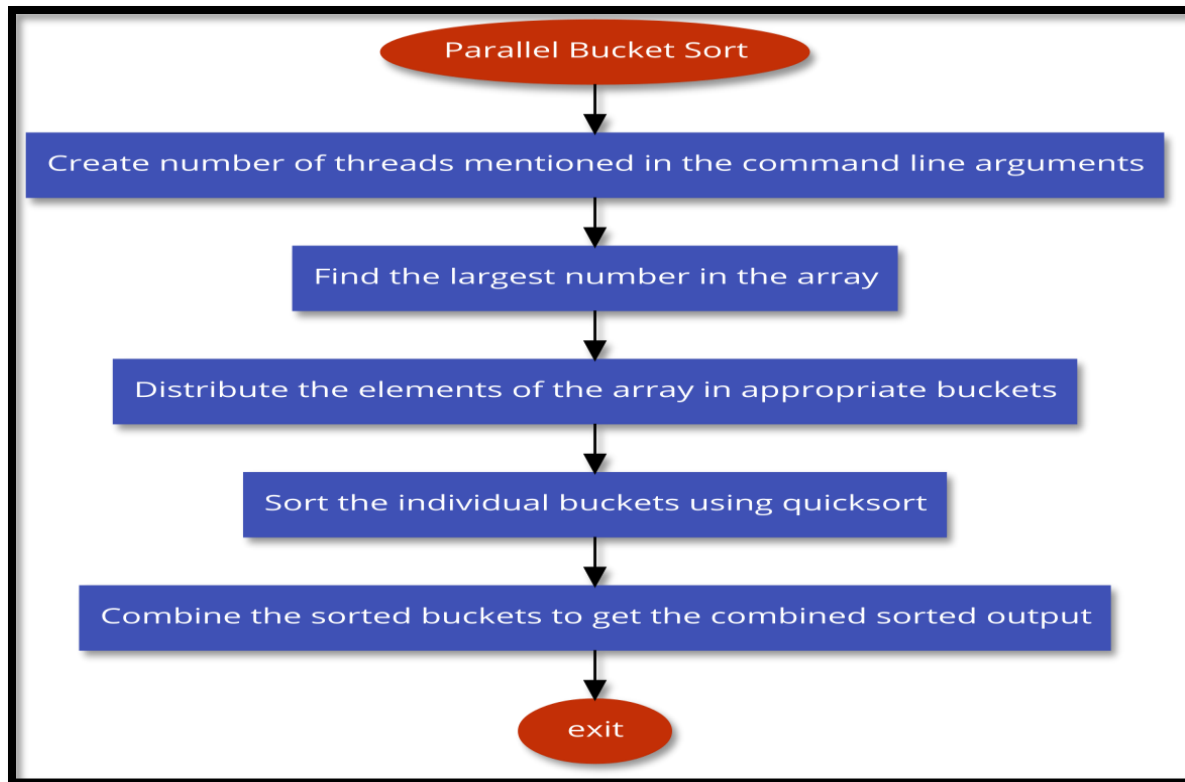 Parallel Bucket Sort
Create number of threads mentioned in the command line arguments
Find the largest number in the array
Distribute the elements of the array in appropriate buckets
Sort the individual buckets using quicksort
Combine the sorted buckets to get the combined sorted output
exit